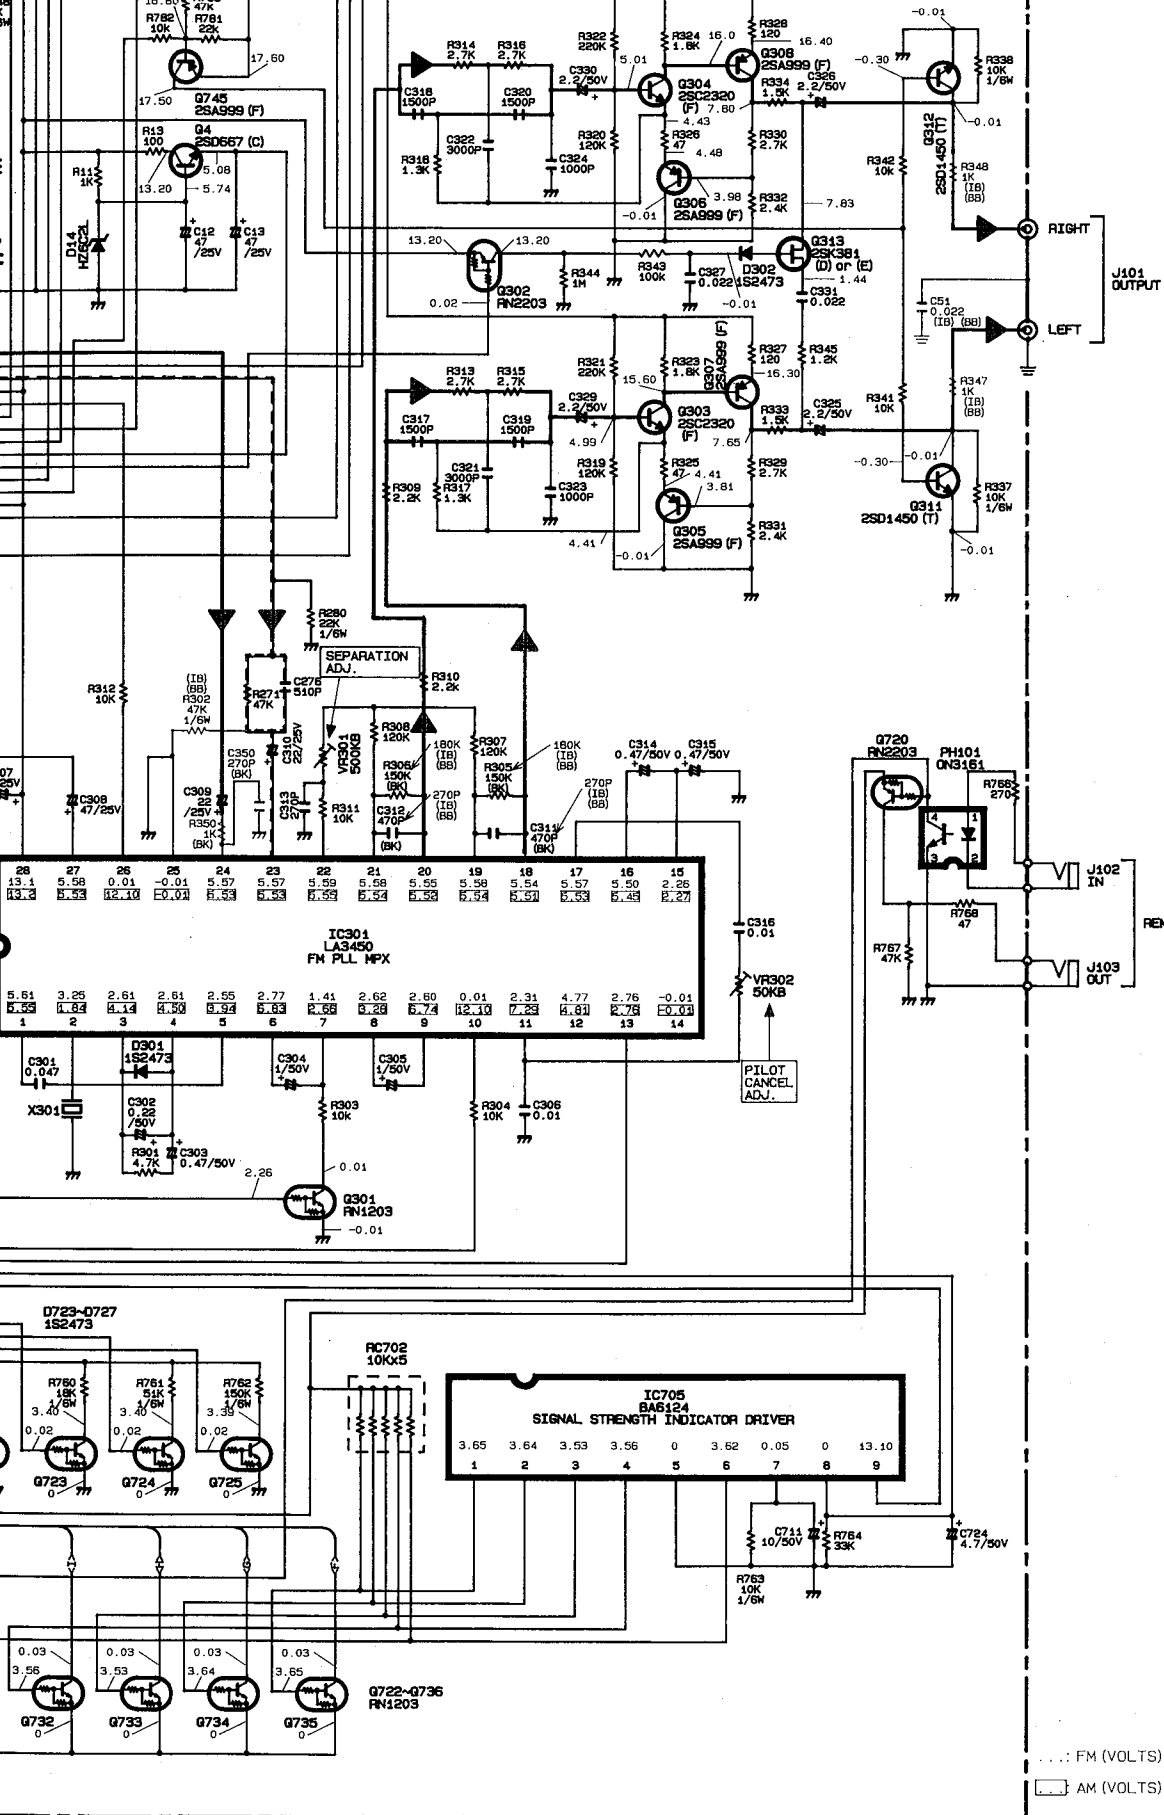 R782
10k
R781
22k
47K
17.60
17.50
Q745
2SA999 (F)
R13
100
Q4
2SD667 (C)
5.08
13.20
5.74
R11
1K
D14
HZ6C2L
C12
47
/25V
C13
47
/25V
R314
2.7K
R316
2.7K
C318
1500P
C320
1500P
C322
3000P
R318
1.3K
C324
1000P
C330
2.2/50V
R322
220K
5.01
R324
1.8K
16.0
R328
120
16.40
Q308
2SA999 (F)
Q304
2SC2320
(F)
4.43
R334
1.5K
C326
2.2/50V
7.80
R320
120K
R326
47
4.48
R330
2.7K
3.98
-0.01
Q306
2SA999 (F)
R332
2.4K
7.83
-0.01
-0.30
R338
10K
1/6W
-0.01
Q312
2SD1450 (T)
R342
10k
R348
1K
(IB)
(BB)
RIGHT
J101
OUTPUT
LEFT
C51
0.022
(IB) (BB)
13.20
13.20
Q302
RN2203
0.02
R344
1M
R343
100k
C327
0.022
D302
1S2473
-0.01
Q313
2SK381
(D) or (E)
1.44
C331
0.022
R345
1.2K
R313
2.7K
R315
2.7K
C317
1500P
C319
1500P
C321
3000P
R309
2.2K
R317
1.3K
C323
1000P
C329
2.2/50V
4.99
R321
220K
15.60
R323
1.8K
Q307
2SA999 (F)
R327
120
16.30
Q303
2SC2320
(F)
R333
1.5K
C325
2.2/50V
7.65
R319
120K
R325
47
4.41
3.81
R329
2.7K
4.41
-0.01
Q305
2SA999 (F)
R331
2.4K
R341
10K
R347
1K
(IB)
(BB)
-0.30
-0.01
Q311
2SD1450 (T)
R337
10K
1/6W
-0.01
R280
22K
1/6W
SEPARATION
ADJ.
R312
10K
(IB)
(BB)
R302
47K
1/6W
R271
47K
C276
510P
R310
2.2k
C310
22/25V
VR301
500KB
R308
120K
R307
120K
180K
(IB)
(BB)
180K
(IB)
(BB)
R306
150K
(BK)
R305
150K
(BK)
C350
270P
(BK)
C309
22
/25V
R350
1K
(BK)
C308
47/25V
R311
10K
C312
470P
(BK)
270P
(IB)
(BB)
C311
470P
(BK)
270P
(IB)
(BB)
C314
0.47/50V
C315
0.47/50V
Q720
RN2203
PH101
ON3161
R768
270
4
1
3
2
J102
IN
R768
47
R767
47K
J103
OUT
28 27 26 25 24 23 22 21 20 19 18 17 16 15
13.1 5.58 0.01 -0.01 5.57 5.57 5.59 5.58 5.55 5.58 5.54 5.57 5.50 2.26
13.2 5.53 12.10 -0.01 5.53 5.53 5.55 5.54 5.52 5.54 5.51 5.53 5.45 2.27
IC301
LA3450
FM PLL MPX
5.61 3.25 2.61 2.61 2.55 2.77 1.41 2.62 2.60 0.01 2.31 4.77 2.76 -0.01
5.55 1.84 4.14 4.50 3.94 5.83 2.66 3.28 6.74 12.10 7.29 4.81 2.76 -0.01
1 2 3 4 5 6 7 8 9 10 11 12 13 14
C316
0.01
VR302
50KB
PILOT
CANCEL
ADJ.
C301
0.047
X301
D301
1S2473
C302
0.22
/50V
R301
4.7K
C303
0.47/50V
C304
1/50V
C305
1/50V
R303
10k
R304
10K
C306
0.01
2.26
0.01
Q301
RN1203
-0.01
D723~D727
1S2473
R760
18K
1/6W
R761
51K
1/6W
R762
150K
1/6W
3.40
3.40
3.39
0.02
0.02
0.02
Q723
Q724
Q725
0
0
0
RC702
10Kx5
IC705
BA6124
SIGNAL STRENGTH INDICATOR DRIVER
3.65 3.64 3.53 3.56 0 3.62 0.05 0 13.10
1 2 3 4 5 6 7 8 9
C711
10/50V
R764
33K
C724
4.7/50V
R763
10K
1/6W
0.03
0.03
0.03
0.03
3.56
3.53
3.64
3.65
Q732
Q733
Q734
Q735
0
0
0
0
Q722~Q736
RN1203
...: FM (VOLTS)
...: AM (VOLTS)